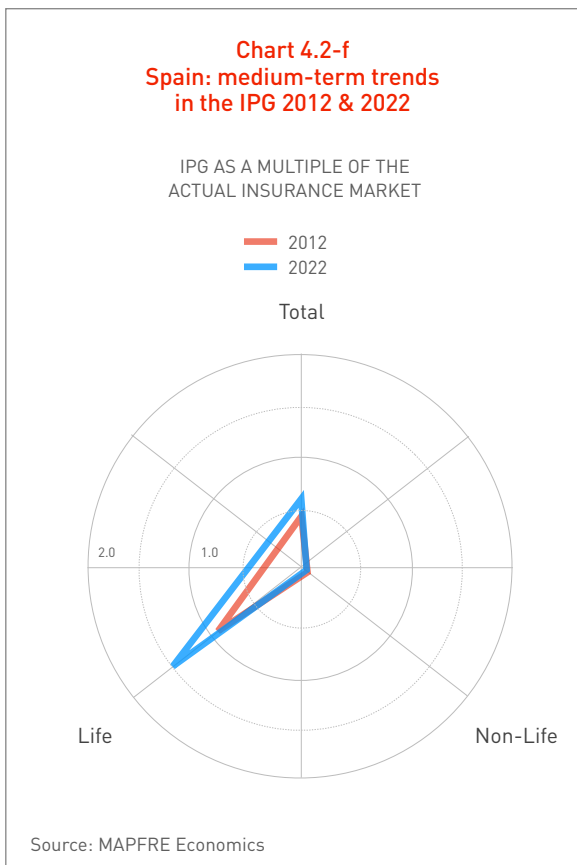 Chart 4.2-f
Spain: medium-term trends
in the IPG 2012 & 2022
IPG AS A MULTIPLE OF THE
ACTUAL INSURANCE MARKET
2012
2022
Total
2.0
1.0
Life
Non-Life
Source: MAPFRE Economics